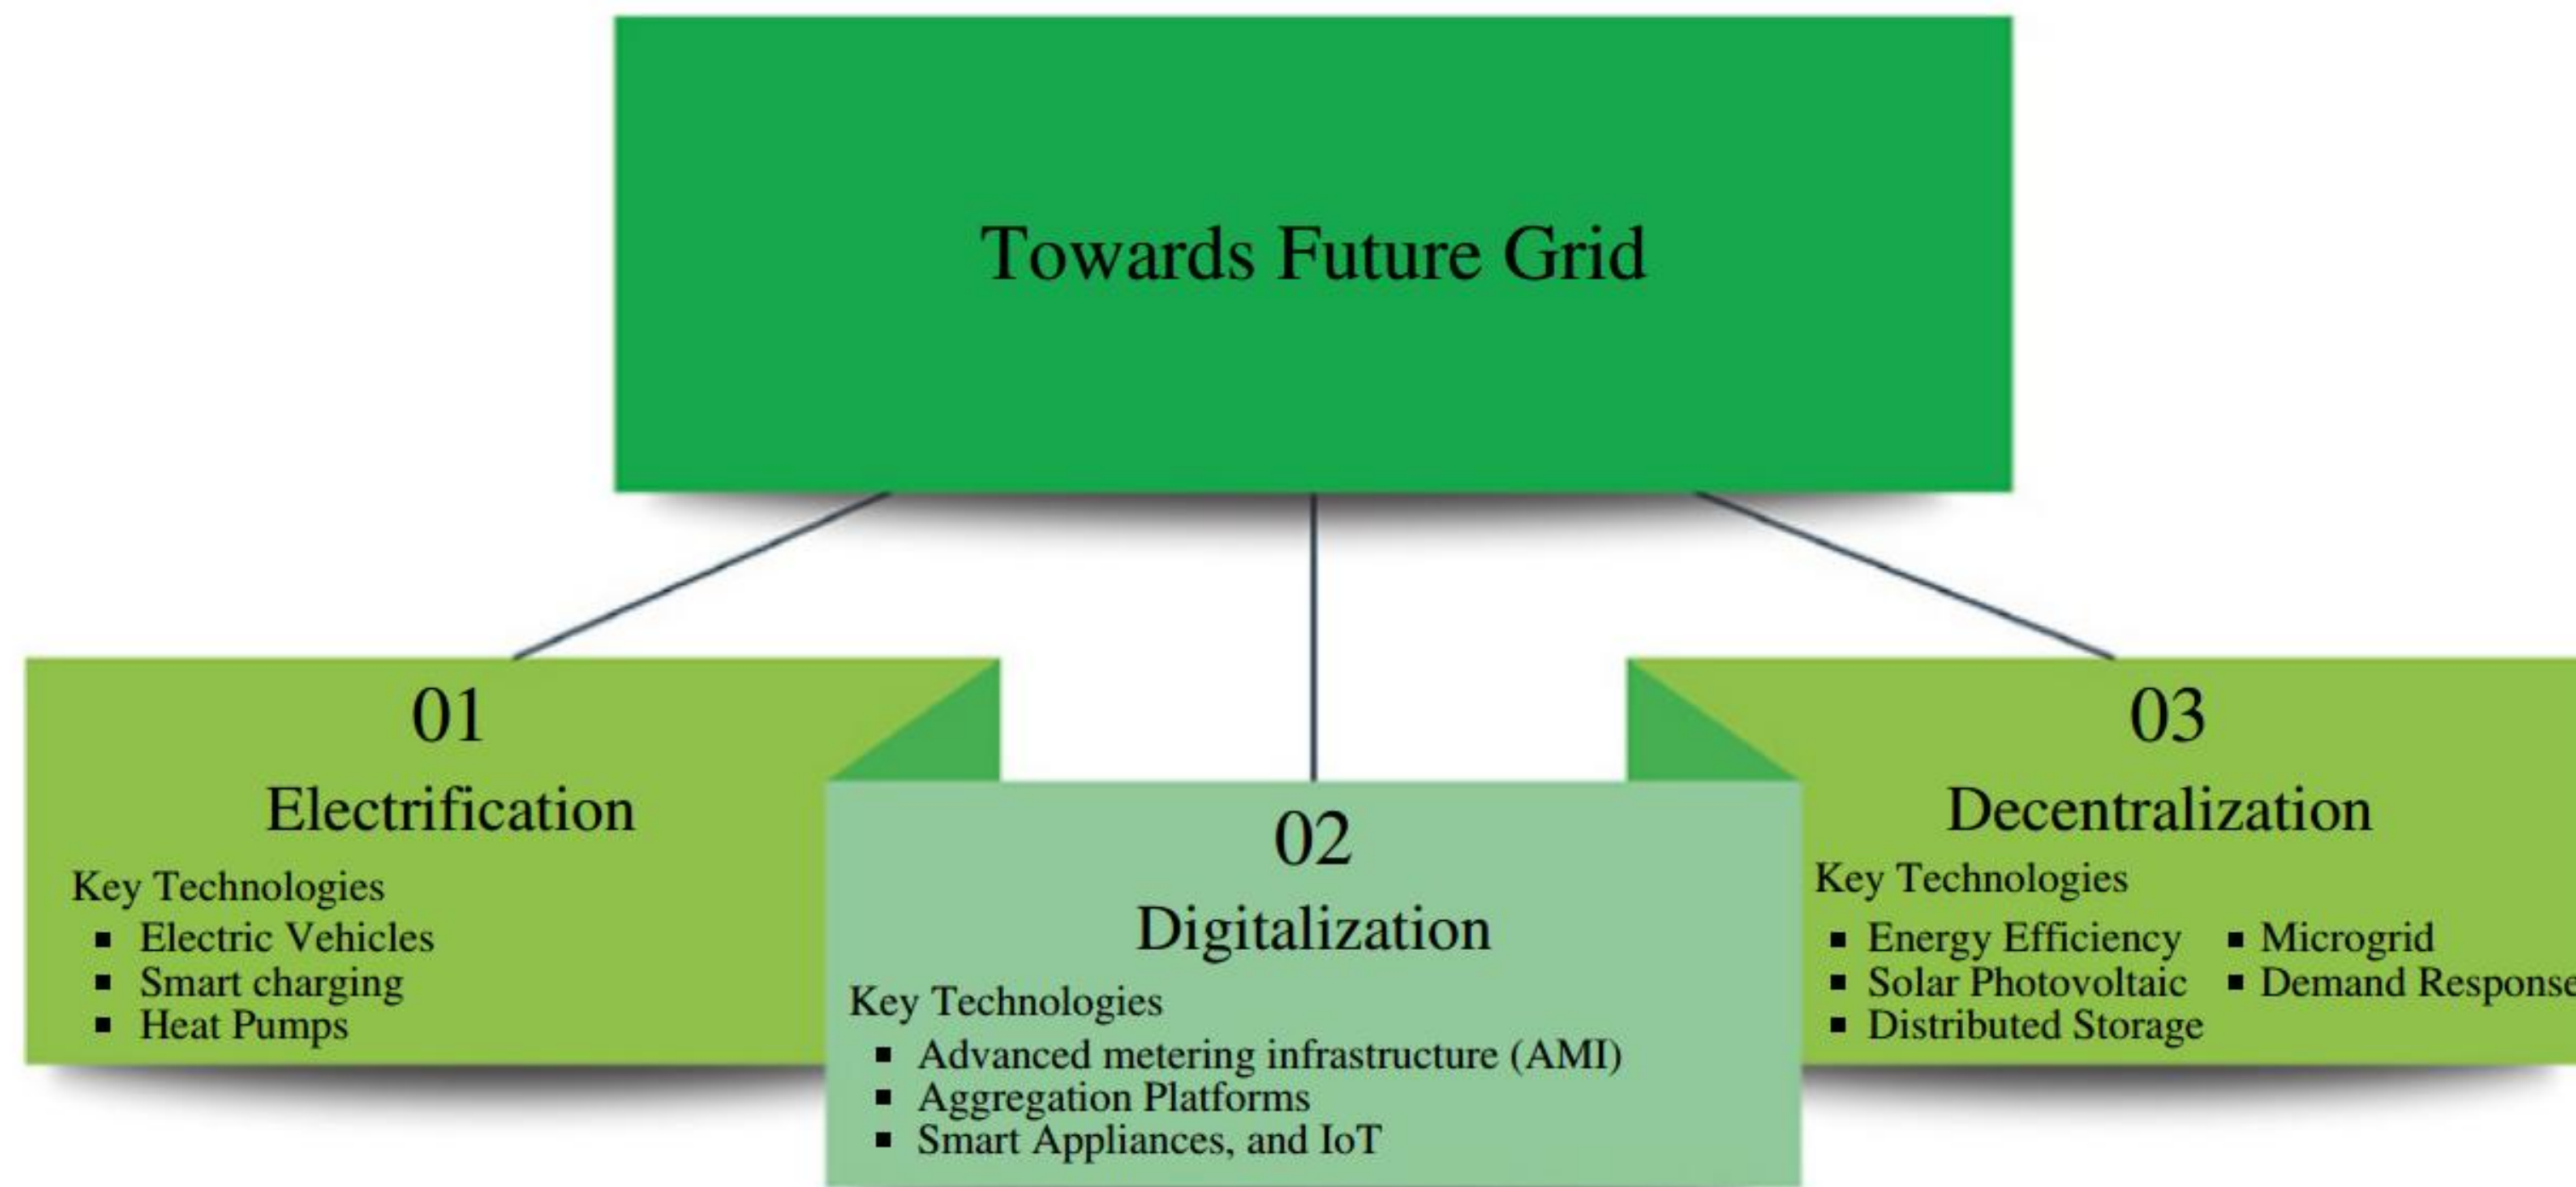 Towards Future Grid
01
Electrification
Key Technologies
▪ Electric Vehicles
▪ Smart charging
▪ Heat Pumps
02
Digitalization
Key Technologies
▪ Advanced metering infrastructure (AMI)
▪ Aggregation Platforms
▪ Smart Appliances, and IoT
03
Decentralization
Key Technologies
▪ Energy Efficiency
▪ Solar Photovoltaic
▪ Distributed Storage
▪ Microgrid
▪ Demand Response